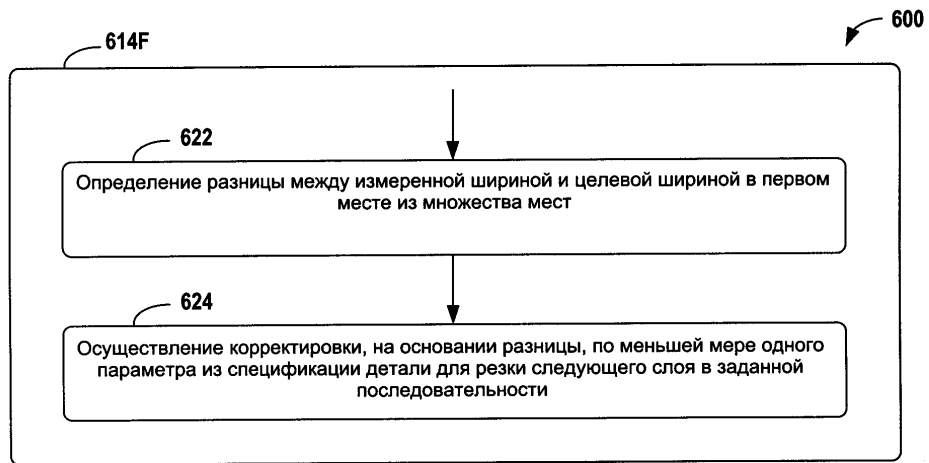 600
614F
622
Определение разницы между измеренной шириной и целевой шириной в первом
месте из множества мест
624
Осуществление корректировки, на основании разницы, по меньшей мере одного
параметра из спецификации детали для резки следующего слоя в заданной
последовательности